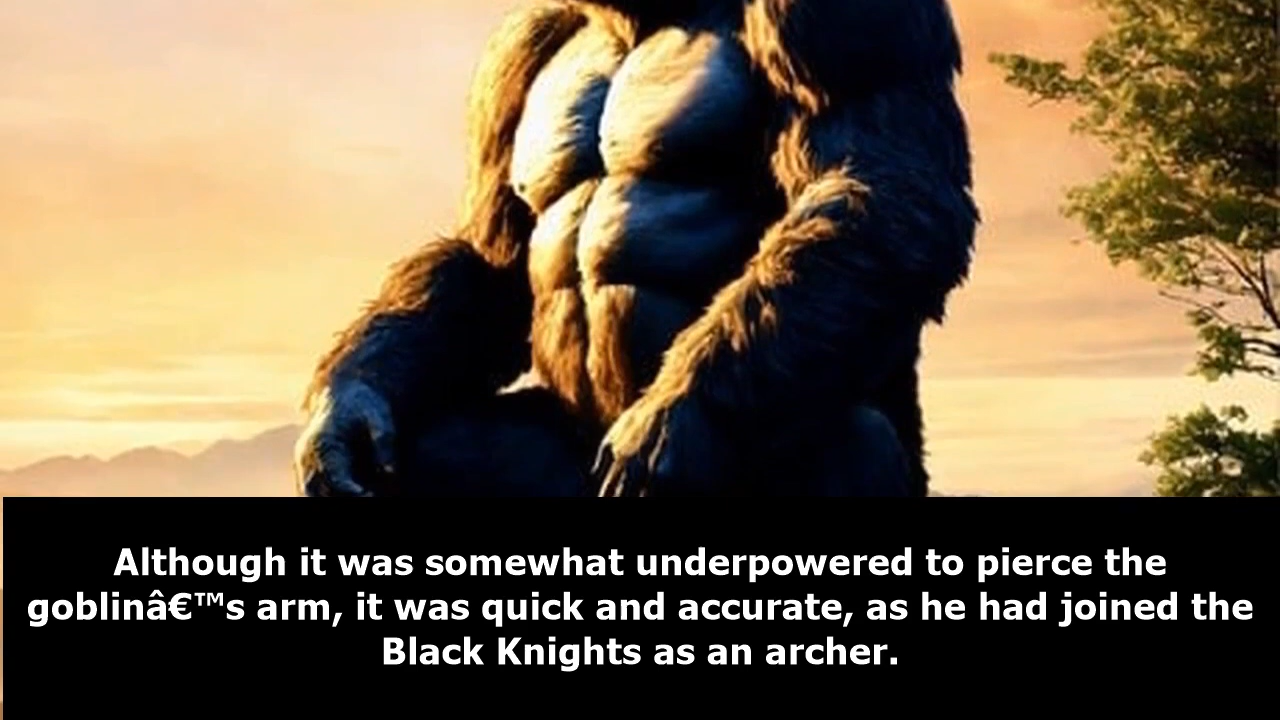 Although it was somewhat underpowered to pierce the
goblinâ€™s arm, it was quick and accurate, as he had joined the
Black Knights as an archer.